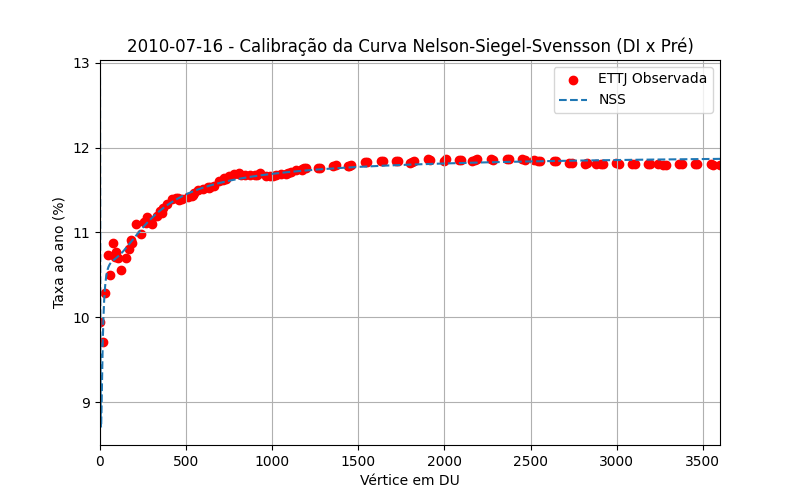 2010-07-16 - Calibração da Curva Nelson-Siegel-Svensson (DI x Pré)
ETTJ Observada
NSS
Taxa ao ano (%)
13
12
11
10
9
0
500
1000
1500
2000
2500
3000
3500
Vértice em DU